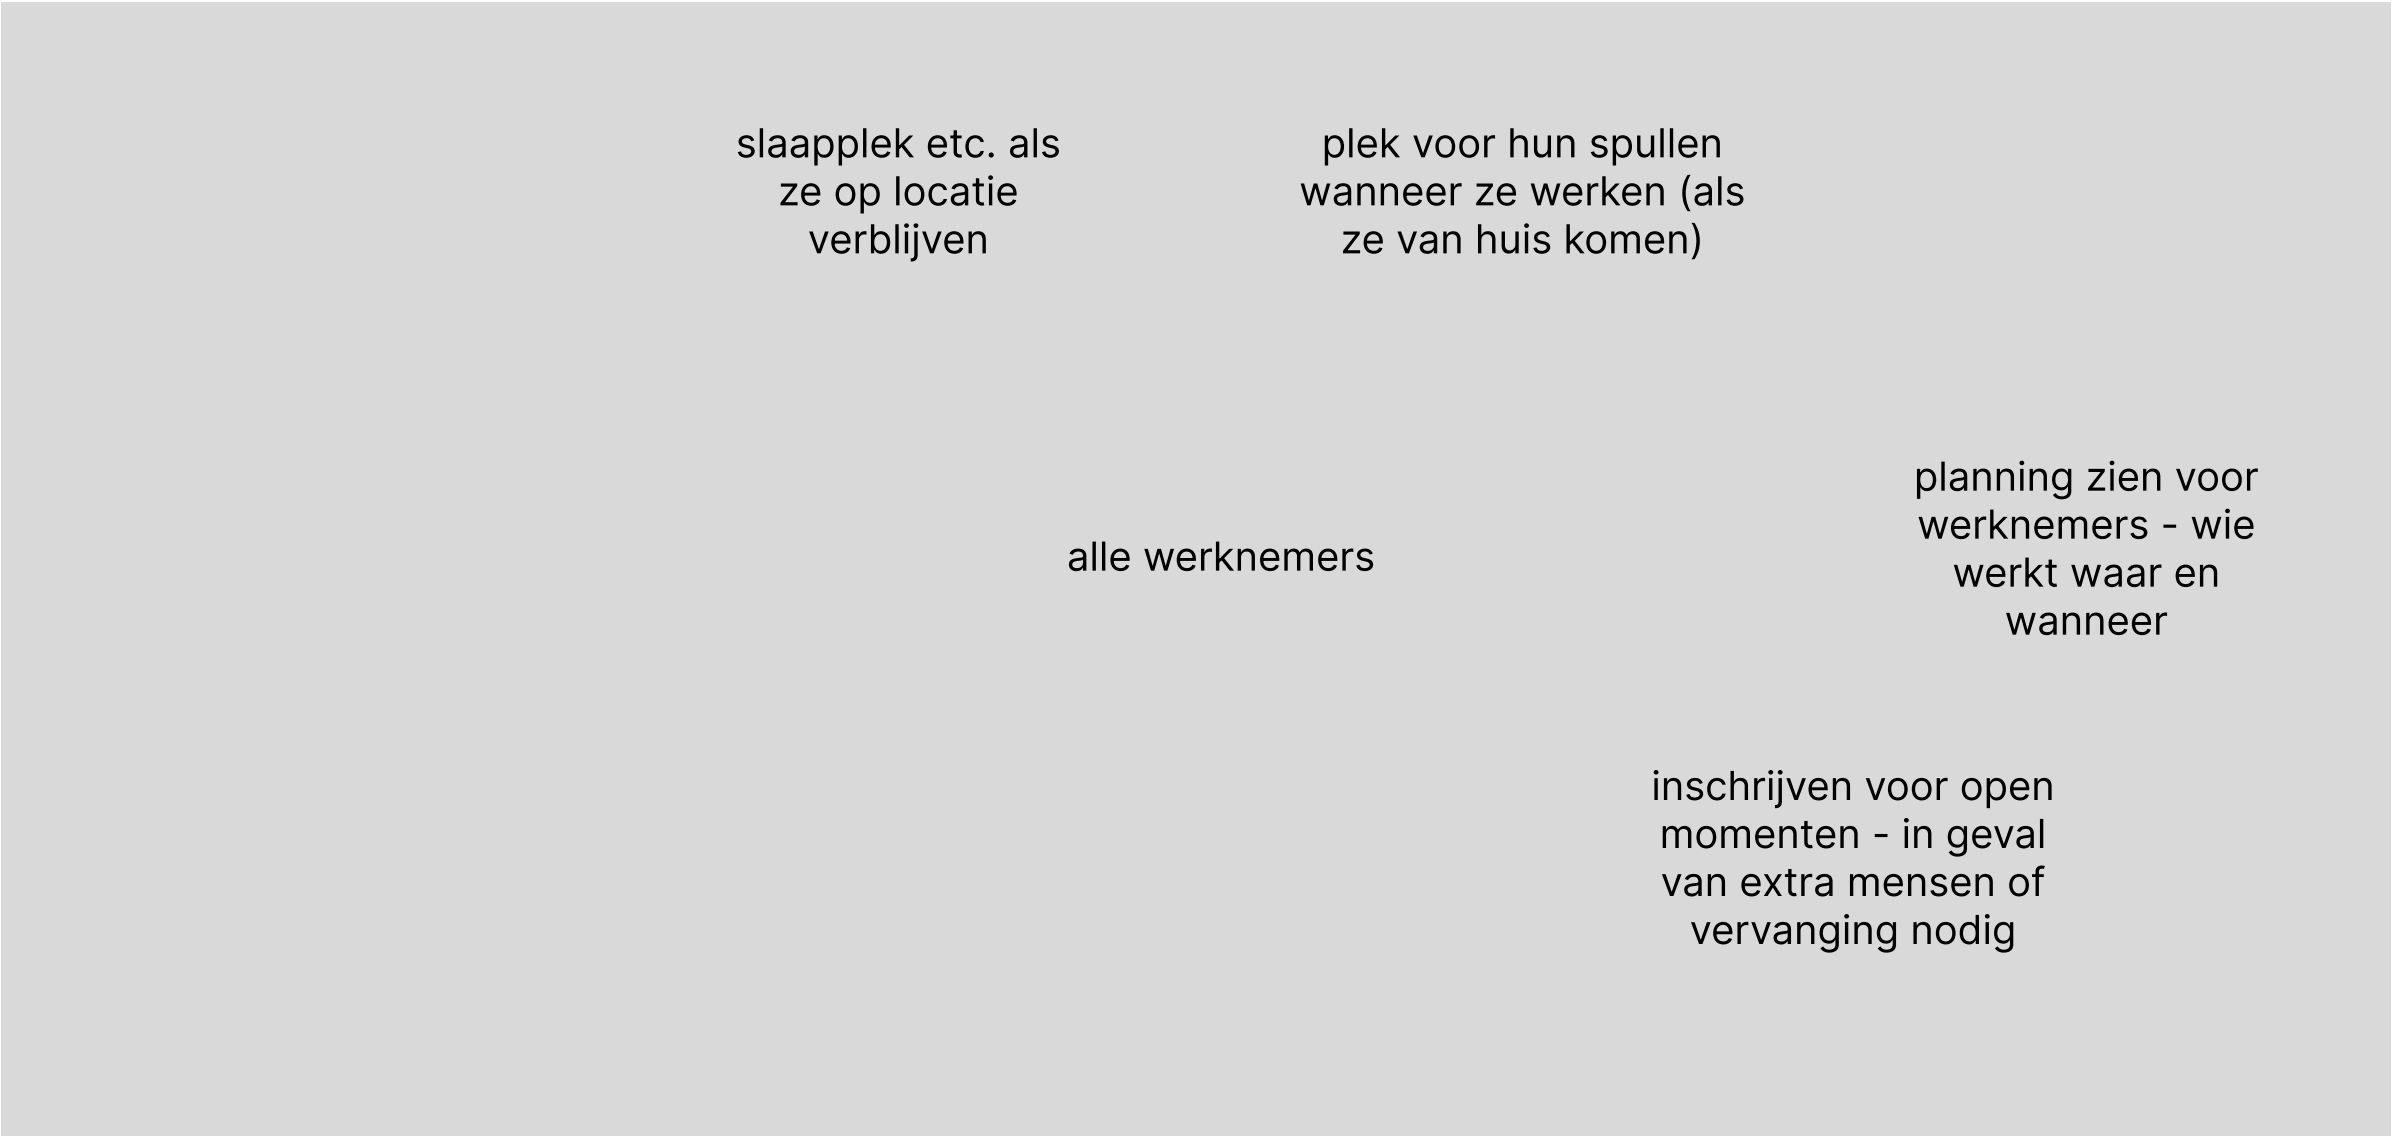 slaapplek etc. als
ze op locatie
verblijven
plek voor hun spullen
wanneer ze werken (als
ze van huis komen)
alle werknemers
planning zien voor
werknemers - wie
werkt waar en
wanneer
inschrijven voor open
momenten - in geval
van extra mensen of
vervanging nodig